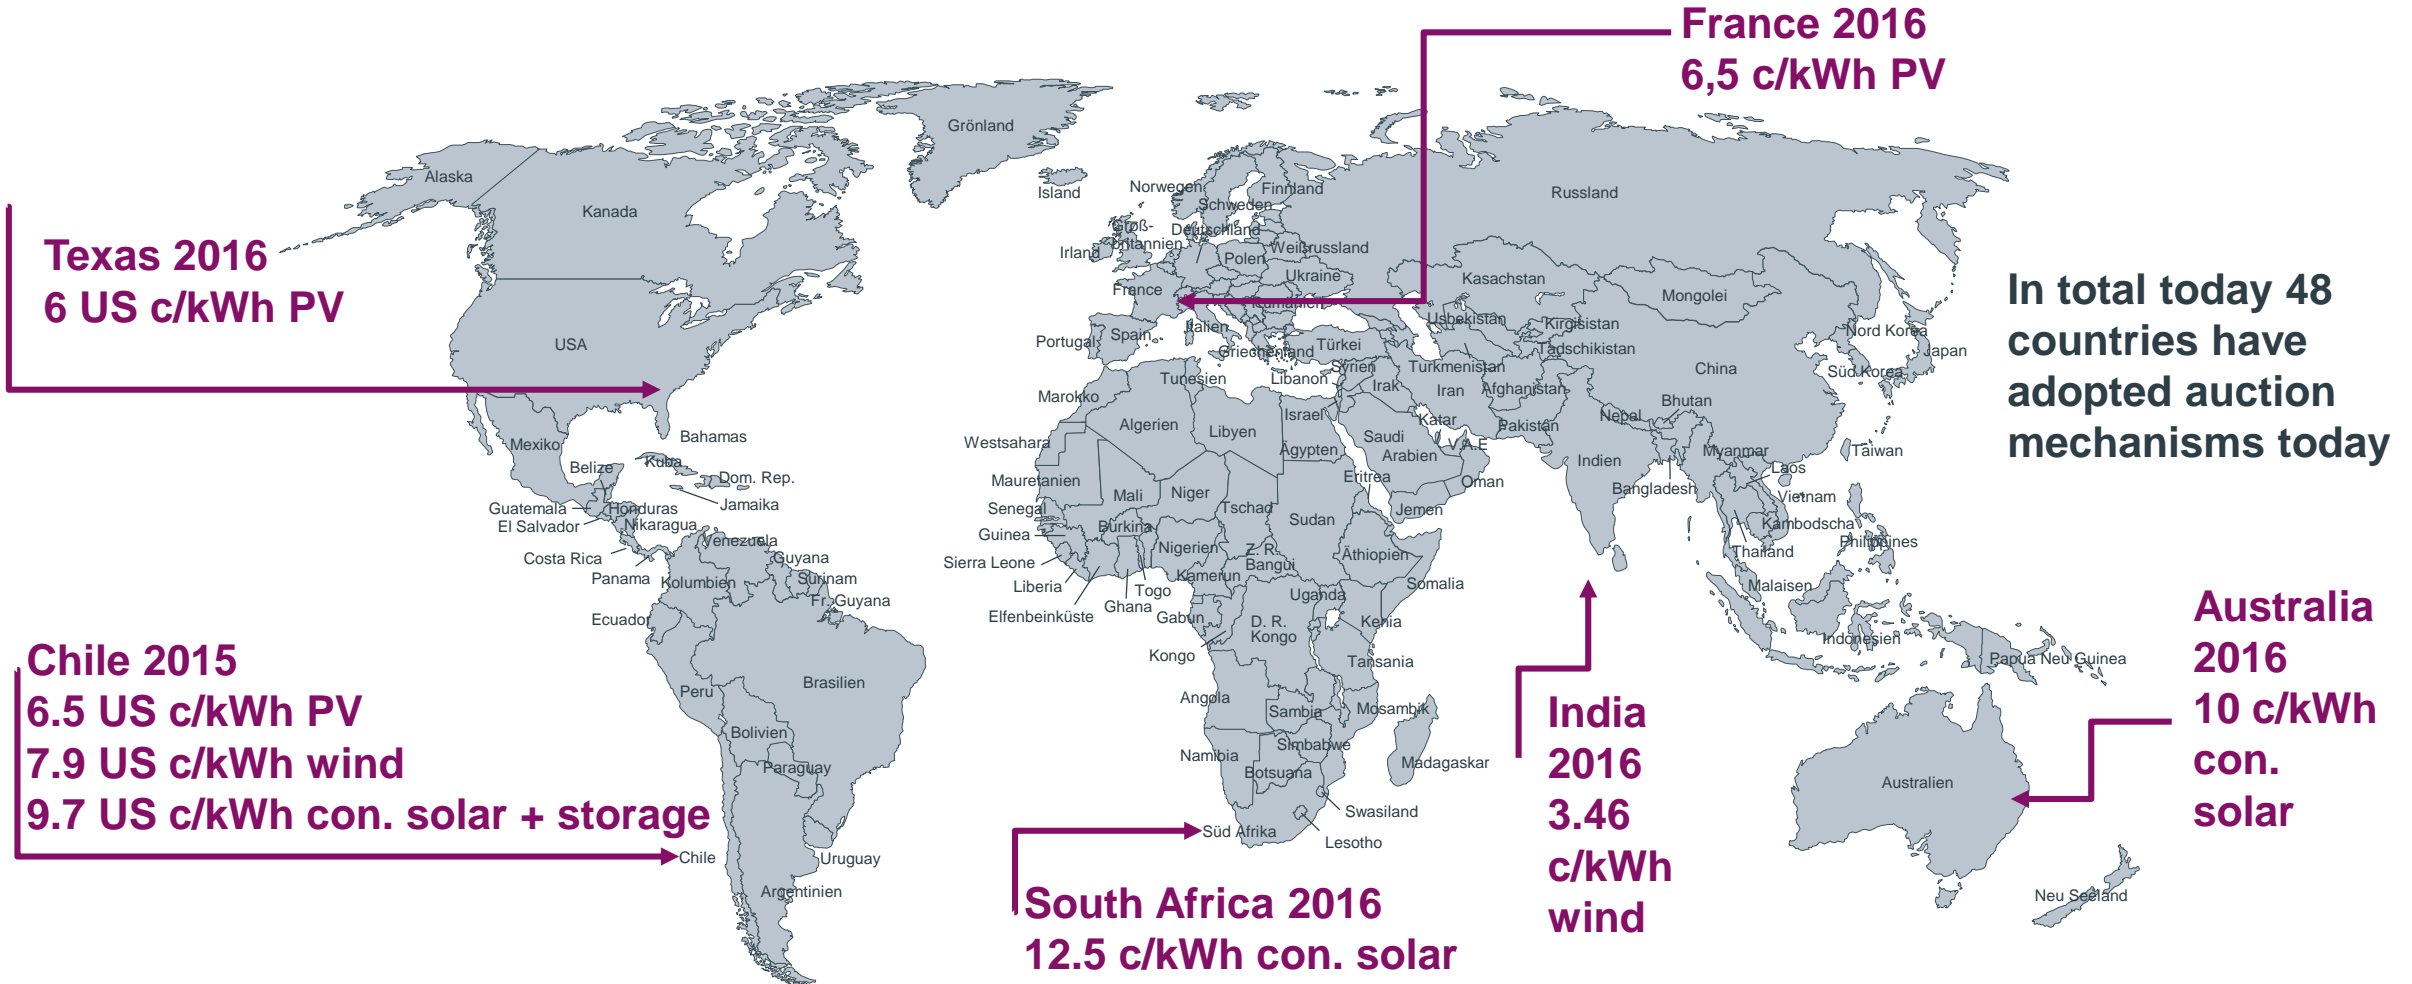 France 2016
6,5 c/kWh PV
Texas 2016
6 US c/kWh PV
In total today 48
countries have
adopted auction
mechanisms today
Chile 2015
6.5 US c/kWh PV
7.9 US c/kWh wind
9.7 US c/kWh con. solar + storage
South Africa 2016
12.5 c/kWh con. solar
India
2016
3.46
c/kWh
wind
Australia
2016
10 c/kWh
con.
solar
Grönland
Alaska
Kanada
USA
Mexiko
Bahamas
Belize
Kuba
Dom. Rep.
Jamaika
Guatemala
Honduras
El Salvador
Nikaragua
Costa Rica
Panama
Venezuela
Guyana
Kolumbien
Surinam
Fr. Guyana
Ecuador
Peru
Brasilien
Bolivien
Paraguay
Chile
Uruguay
Argentinien
Island
Norwegen
Schweden
Finnland
Russland
Groß-
britannien
Irland
Deutschland
Weißrussland
Polen
Ukraine
France
Rumänien
Portugal
Spain
Italien
Griechenland
Türkei
Kasachstan
Mongolei
Usbekistan
Kirgisistan
Tadschikistan
Turkmenistan
Nord Korea
Japan
Süd Korea
China
Syrien
Libanon
Irak
Iran
Afghanistan
Israel
Katar
Pakistan
Nepal
Bhutan
Saudi
Arabien
V.A.E
Oman
Jemen
Indien
Bangladesh
Myanmar
Laos
Taiwan
Vietnam
Kambodscha
Thailand
Philippines
Malaisen
Indonesien
Papua Neu Guinea
Australien
Neu Seeland
Marokko
Tunesien
Algerien
Libyen
Ägypten
Westsahara
Mauretanien
Mali
Niger
Tschad
Sudan
Eritrea
Senegal
Guinea
Burkina
Sierra Leone
Liberia
Elfenbeinküste
Ghana
Togo
Nigerien
Kamerun
Z. R.
Bangui
Äthiopien
Somalia
Uganda
Kenia
Gabun
Kongo
D. R.
Kongo
Tansania
Angola
Sambia
Mosambik
Namibia
Simbabwe
Botsuana
Madagaskar
Swasiland
Süd Afrika
Lesotho